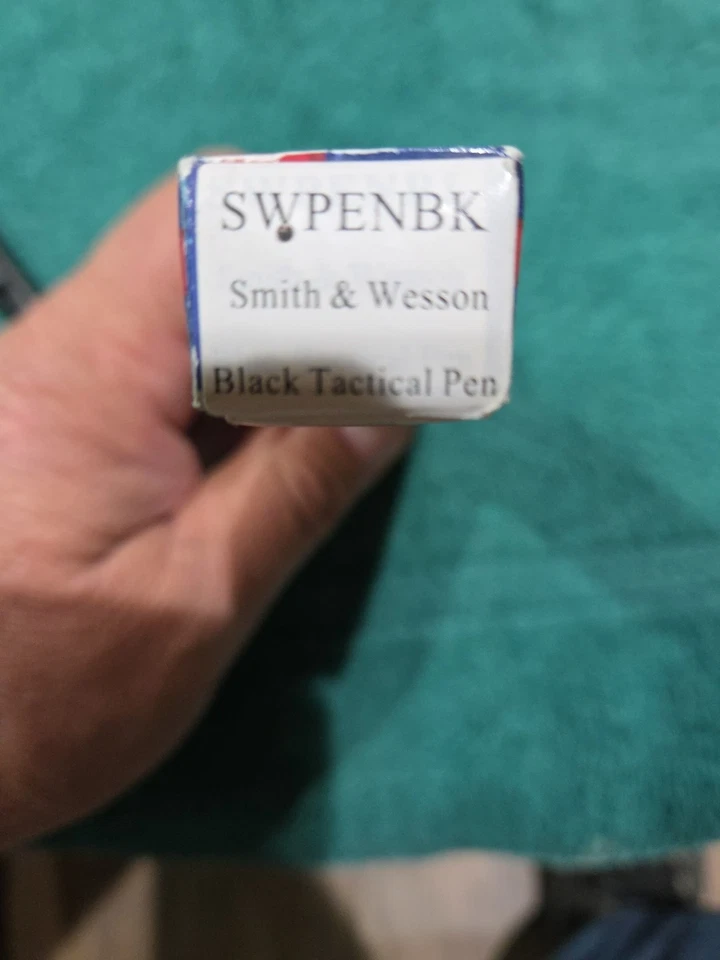 SWPENBK
Smith & Wesson
Black Tactical Pen